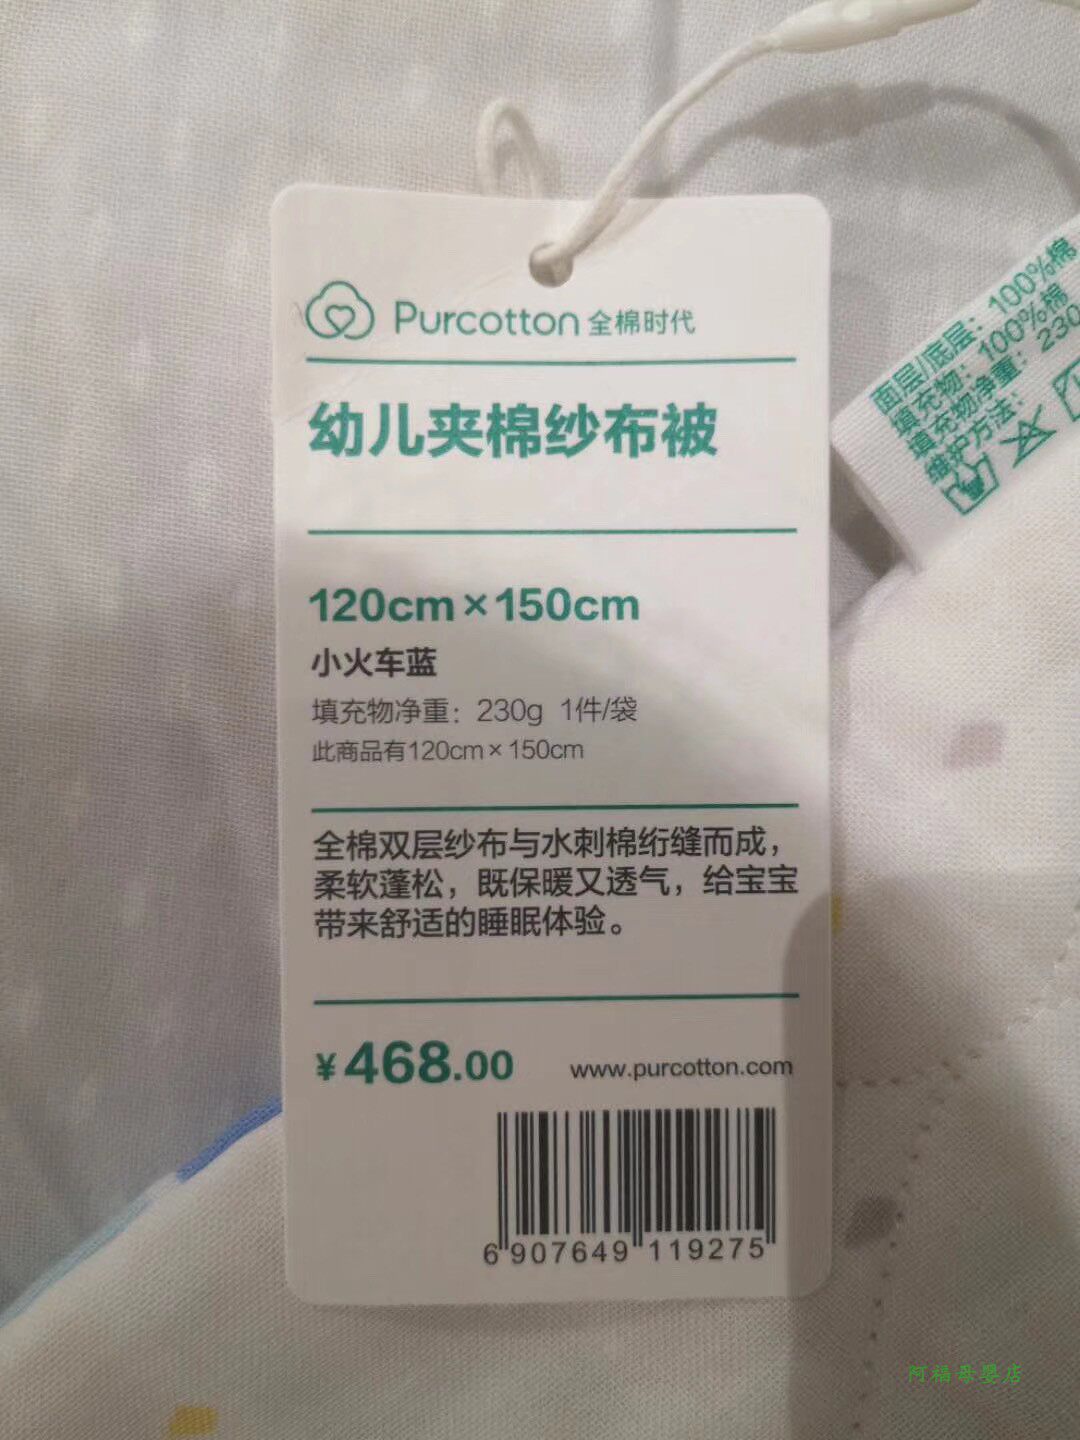 Purcotton 全棉时代
幼儿夹棉纱布被
120cm×150cm
小火车蓝
填充物净重：230g 1件/袋
此商品有120cm×150cm
全棉双层纱布与水刺棉绗缝而成，
柔软蓬松，既保暖又透气，给宝宝
带来舒适的睡眠体验。
¥468.00 www.purcotton.com
6 907649 119275
面层/底层：100%棉
填充物：100%棉
填充物净重：230
维护方法：
阿福母婴店